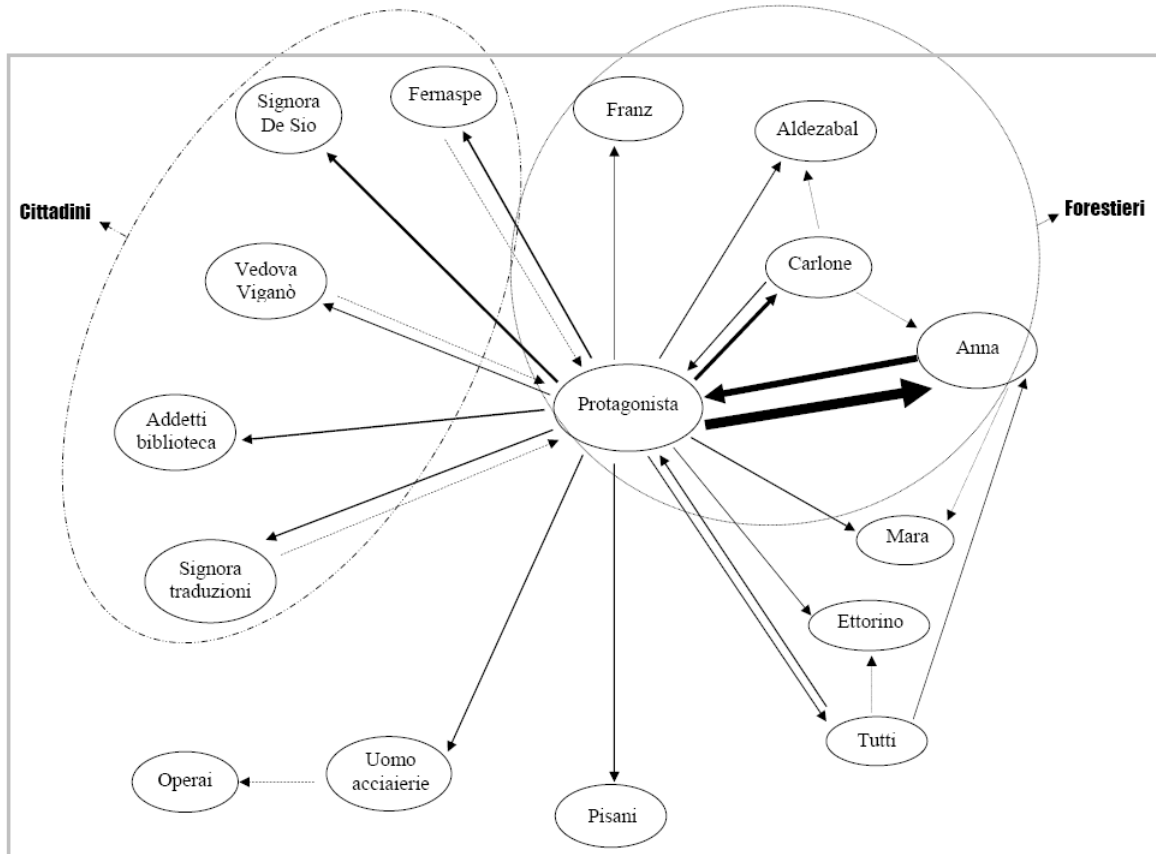 Signora
De Sio
Fernaspe
Franz
Aldezabal
Cittadini
Forestieri
Vedova
Viganò
Carlone
Anna
Protagonista
Addetti
biblioteca
Mara
Signora
traduzioni
Ettorino
Tutti
Operai
Uomo
acciaierie
Pisani